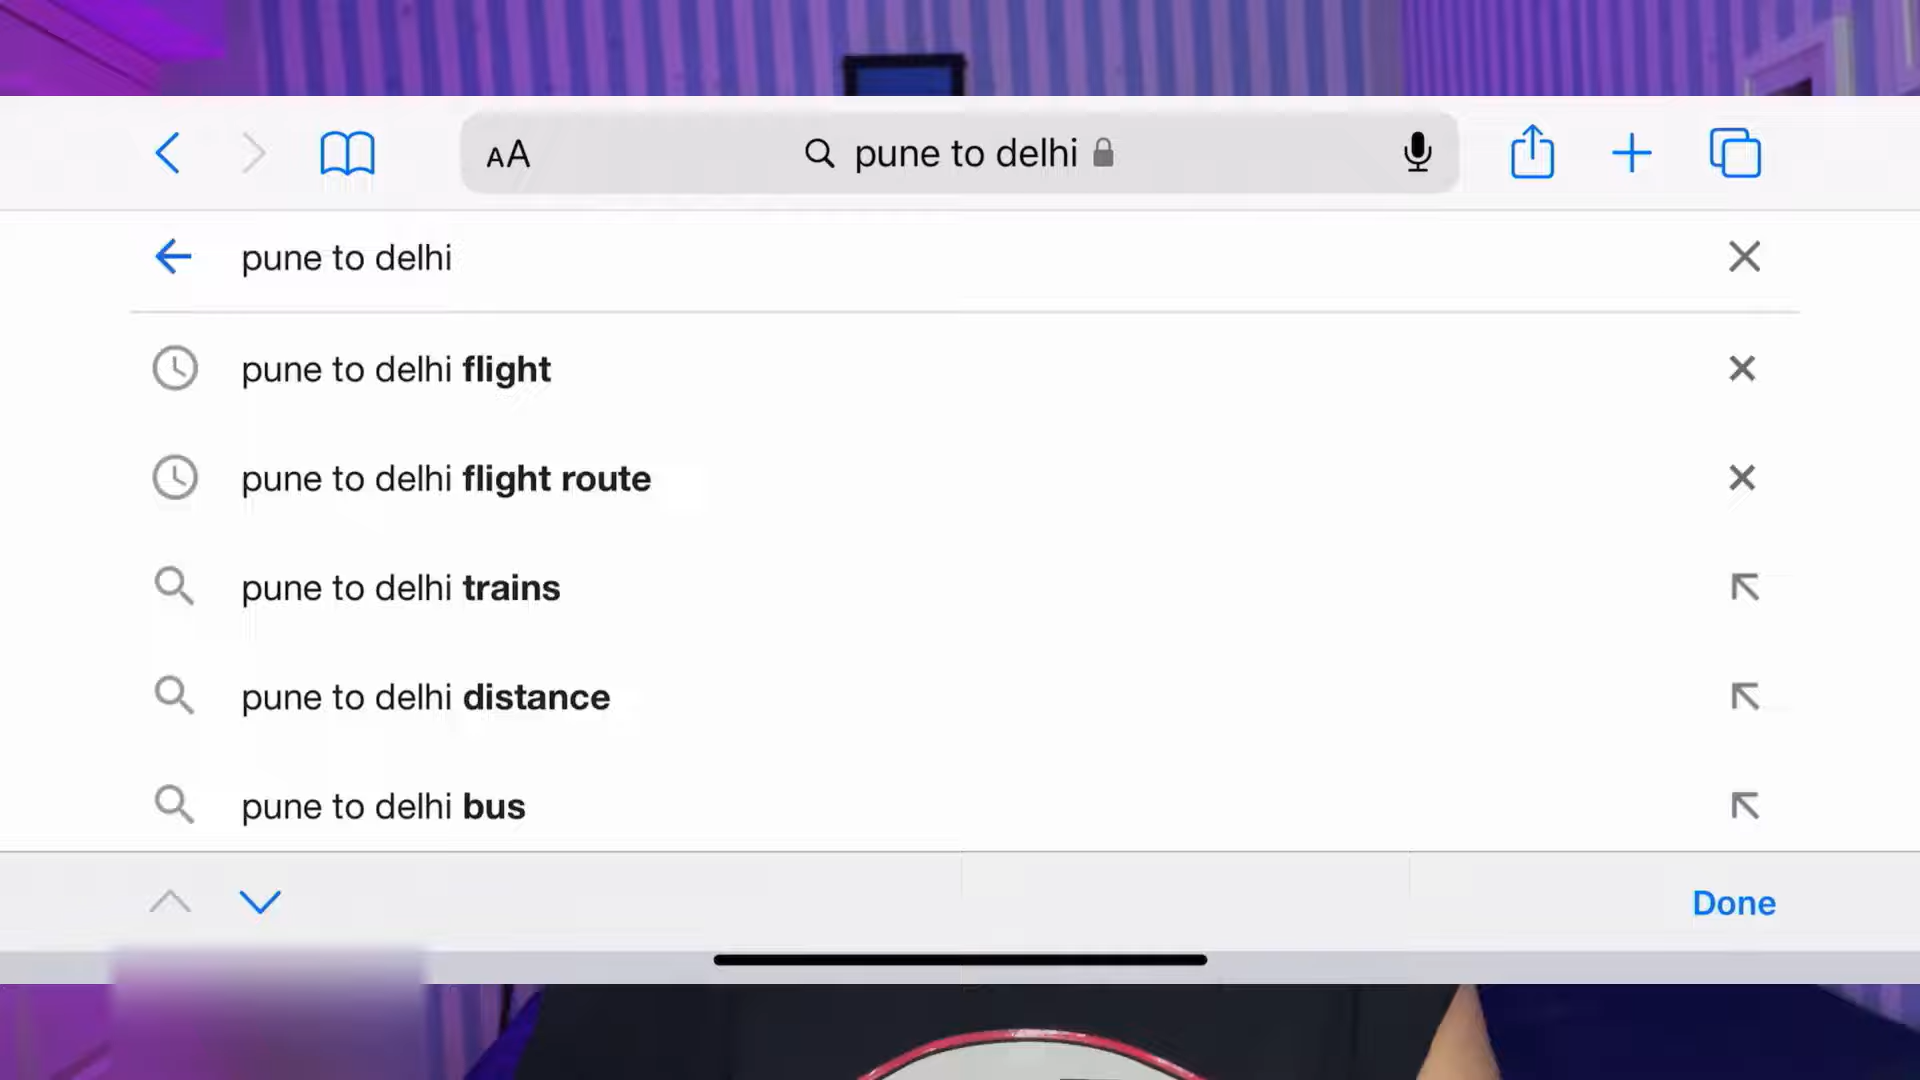 AA pune to delhi
pune to delhi
pune to delhi flight
pune to delhi flight route
pune to delhi trains
pune to delhi distance
pune to delhi bus
Done